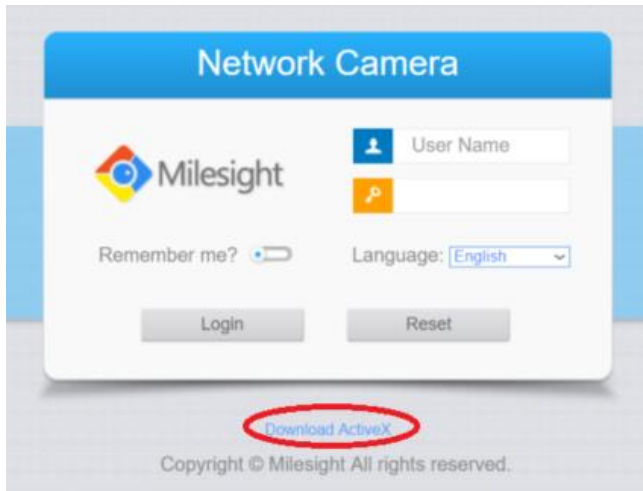 Network Camera
User Name
Milesight
Remember me?
Language: English
Login
Reset
Download ActiveX
Copyright © Milesight All rights reserved.